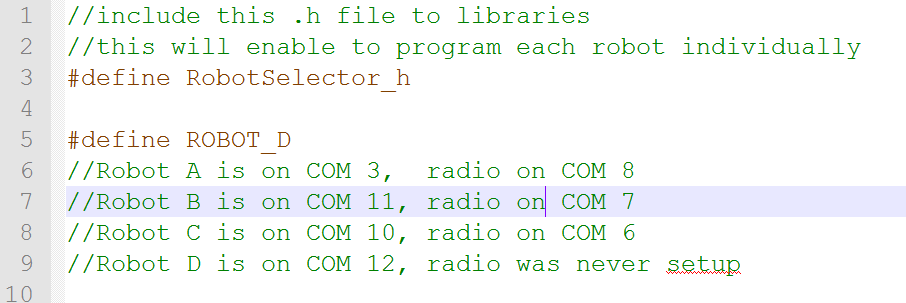 1 //include this .h file to libraries
2 //this will enable to program each robot individually
3 #define RobotSelector_h
4
5 #define ROBOT_D
6 //Robot A is on COM 3,  radio on COM 8
7 //Robot B is on COM 11, radio on COM 7
8 //Robot C is on COM 10, radio on COM 6
9 //Robot D is on COM 12, radio was never setup
10